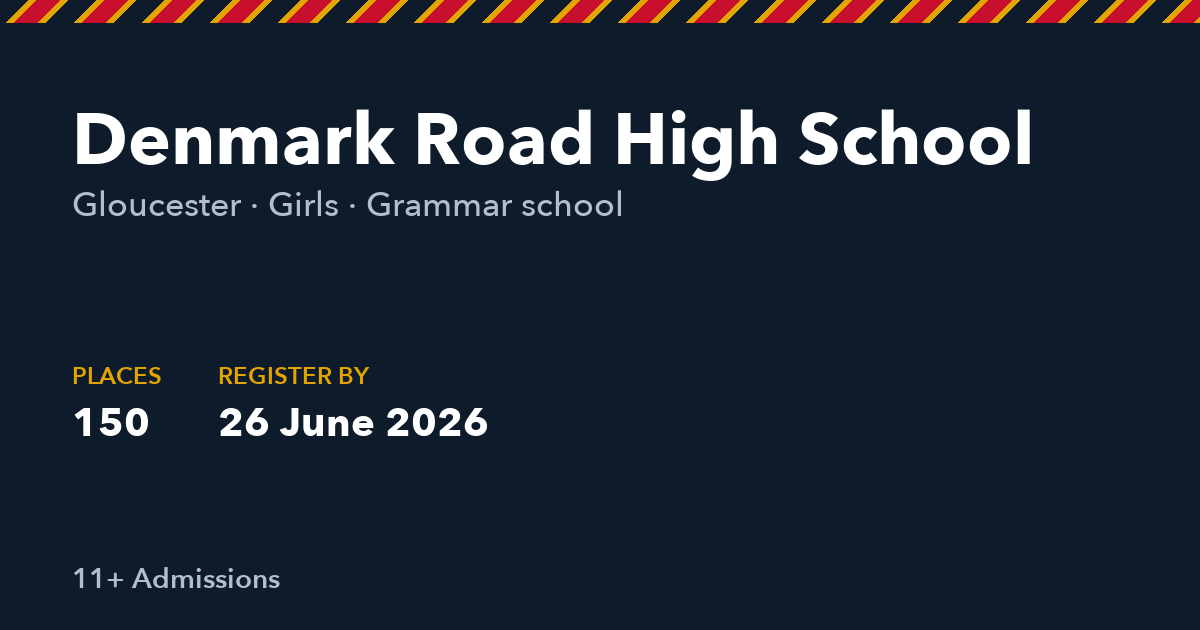 Denmark Road High School
Gloucester · Girls · Grammar school
PLACES
150
REGISTER BY
26 June 2026
11+ Admissions